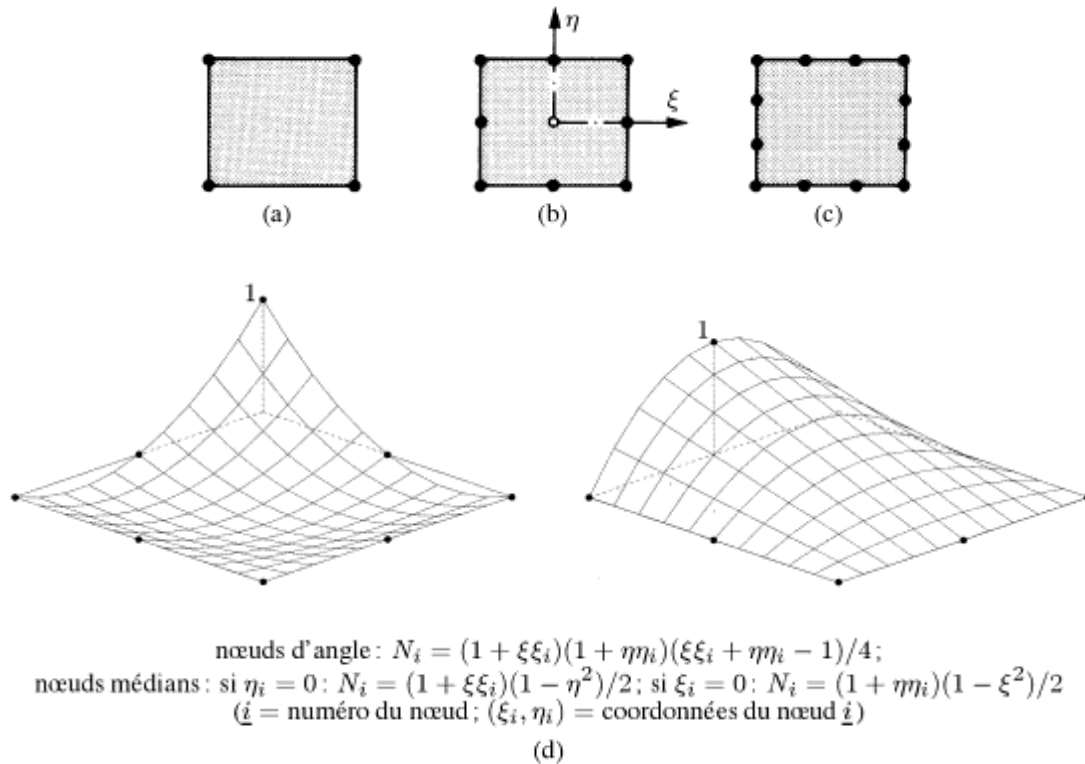 η
ξ
(a)
(b)
(c)
1
1
nœuds d'angle : N_i = (1 + ξξ_i)(1 + ηη_i)(ξξ_i + ηη_i − 1)/4 ;
nœuds médians : si η_i = 0 : N_i = (1 + ξξ_i)(1 − η²)/2 ; si ξ_i = 0 : N_i = (1 + ηη_i)(1 − ξ²)/2
(i = numéro du nœud ; (ξ_i, η_i) = coordonnées du nœud i)
(d)